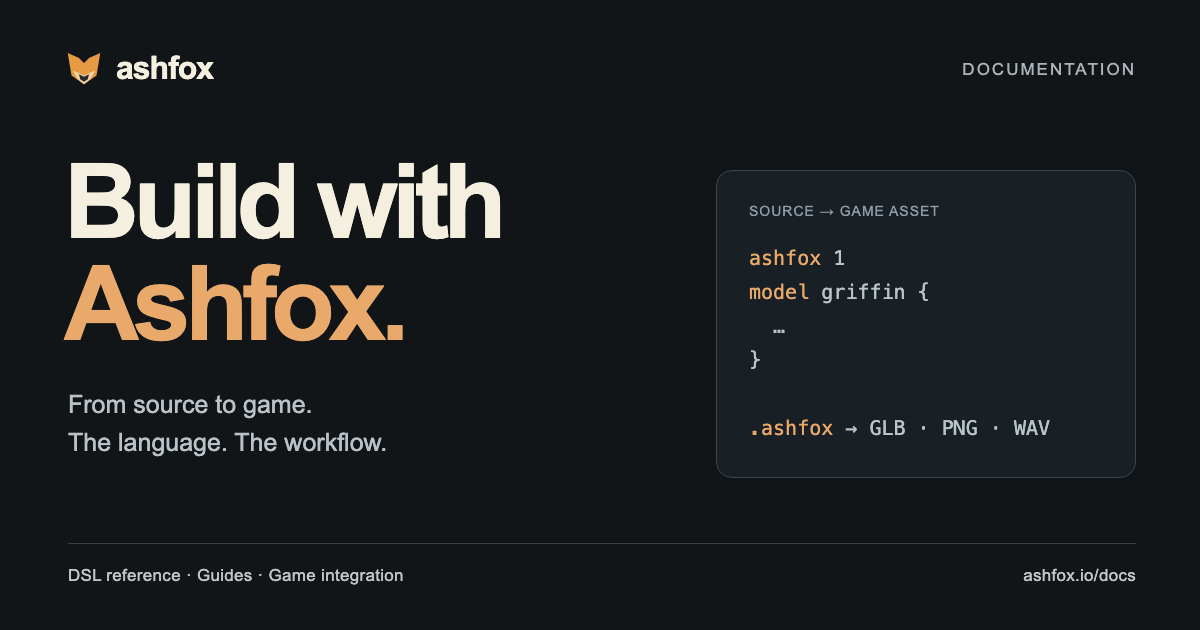 ashfox
DOCUMENTATION
Build with
Ashfox.
From source to game.
The language. The workflow.
SOURCE → GAME ASSET
ashfox 1
model griffin {
…
}
.ashfox → GLB · PNG · WAV
DSL reference · Guides · Game integration
ashfox.io/docs